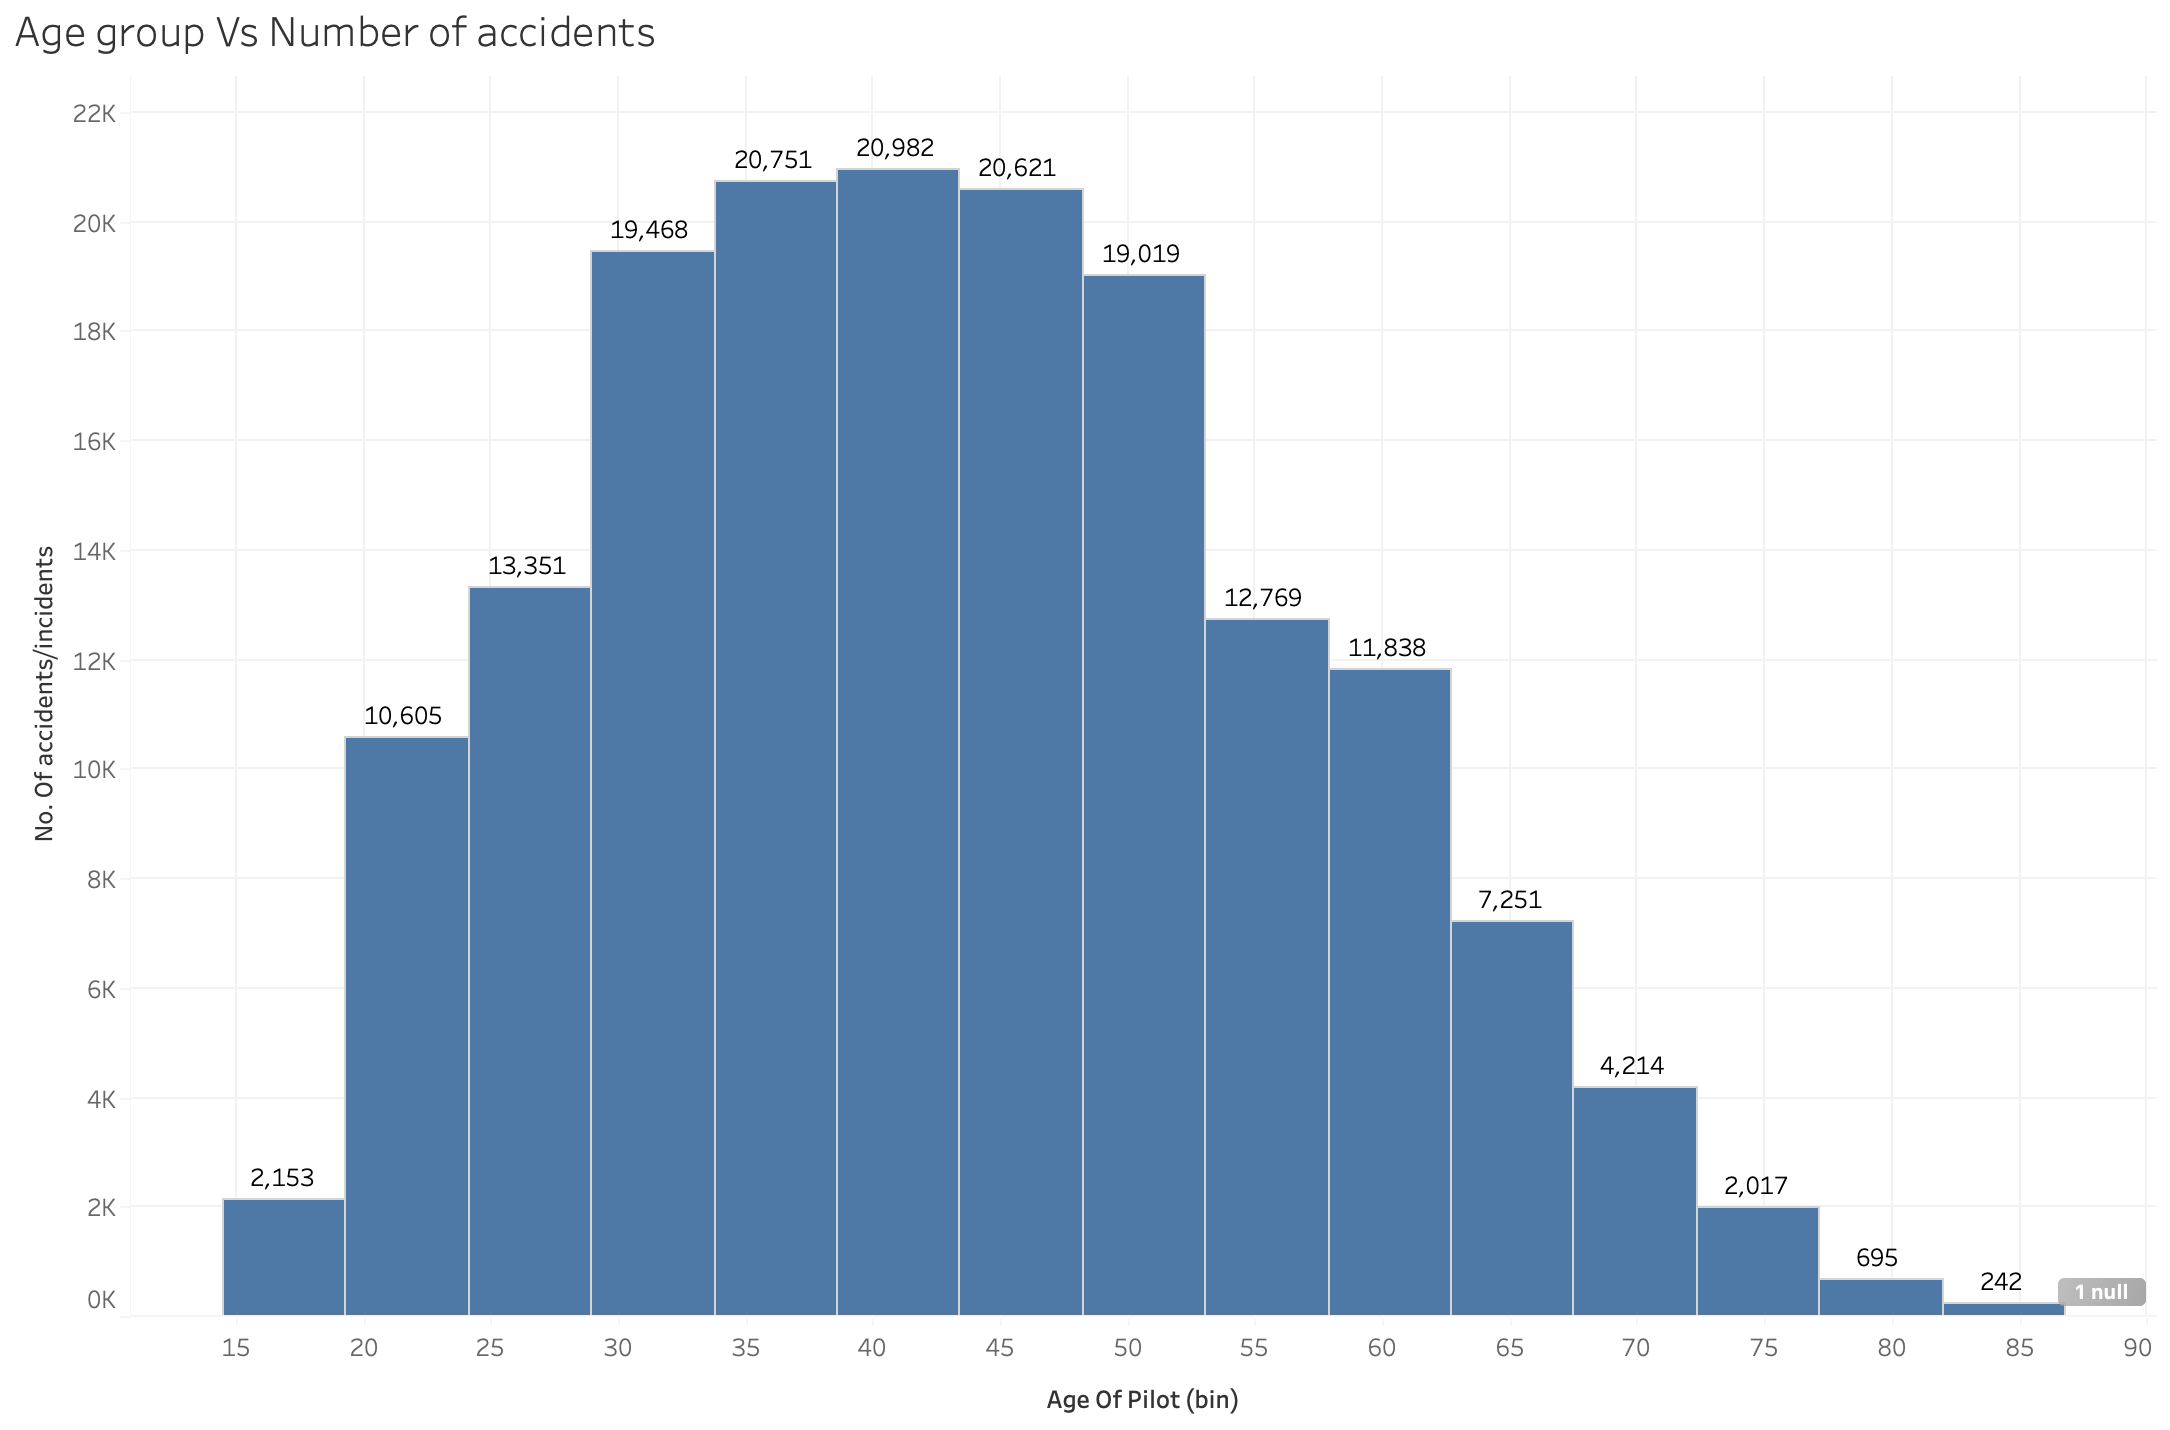 Age group Vs Number of accidents
22K
20K
18K
16K
14K
12K
10K
8K
6K
4K
2K
0K
No. Of accidents/incidents
2,153
10,605
13,351
19,468
20,751
20,982
20,621
19,019
12,769
11,838
7,251
4,214
2,017
695
242
1 null
15 20 25 30 35 40 45 50 55 60 65 70 75 80 85 90
Age Of Pilot (bin)